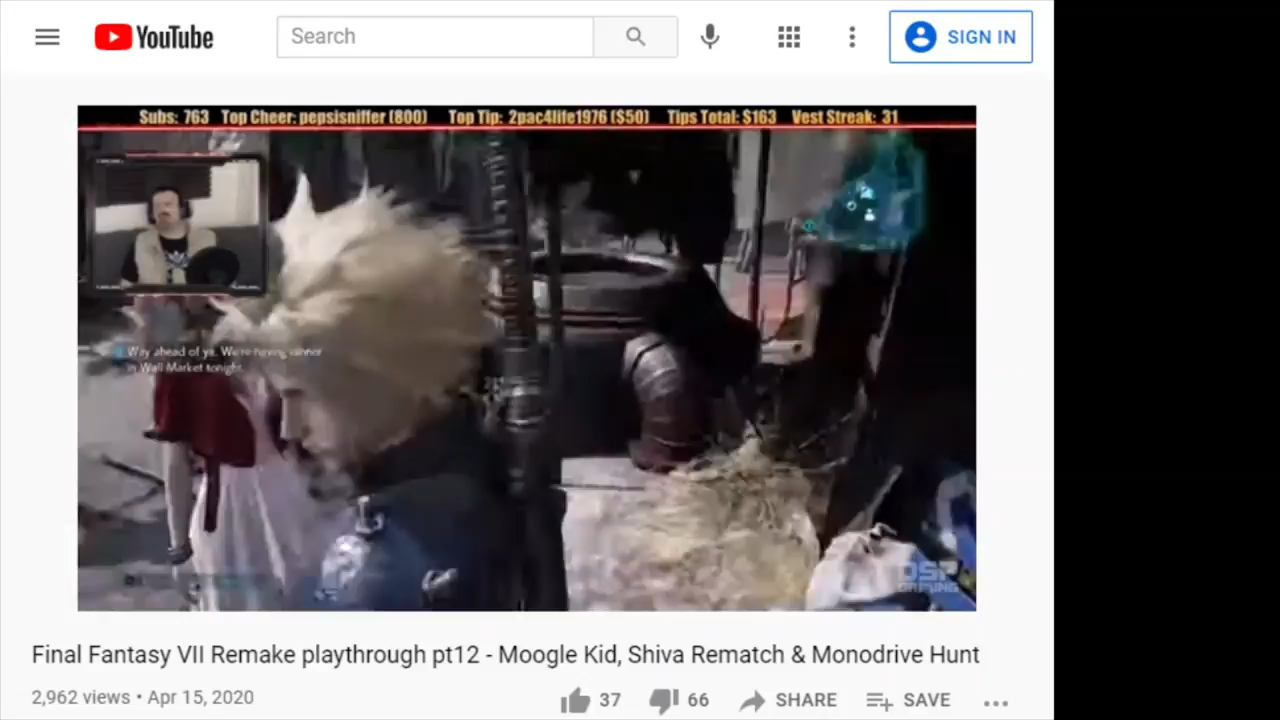 YouTube
Search
SIGN IN
Subs: 763 Top Cheer: pepsisniffer (800) Top Tip: 2pac4life1976 ($50) Tips Total: $163 Vest Streak: 31
Way ahead of ya. We're having dinner
in Wall Market tonight.
DSP
GAMING
Final Fantasy VII Remake playthrough pt12 - Moogle Kid, Shiva Rematch & Monodrive Hunt
2,962 views • Apr 15, 2020
37
66
SHARE
SAVE